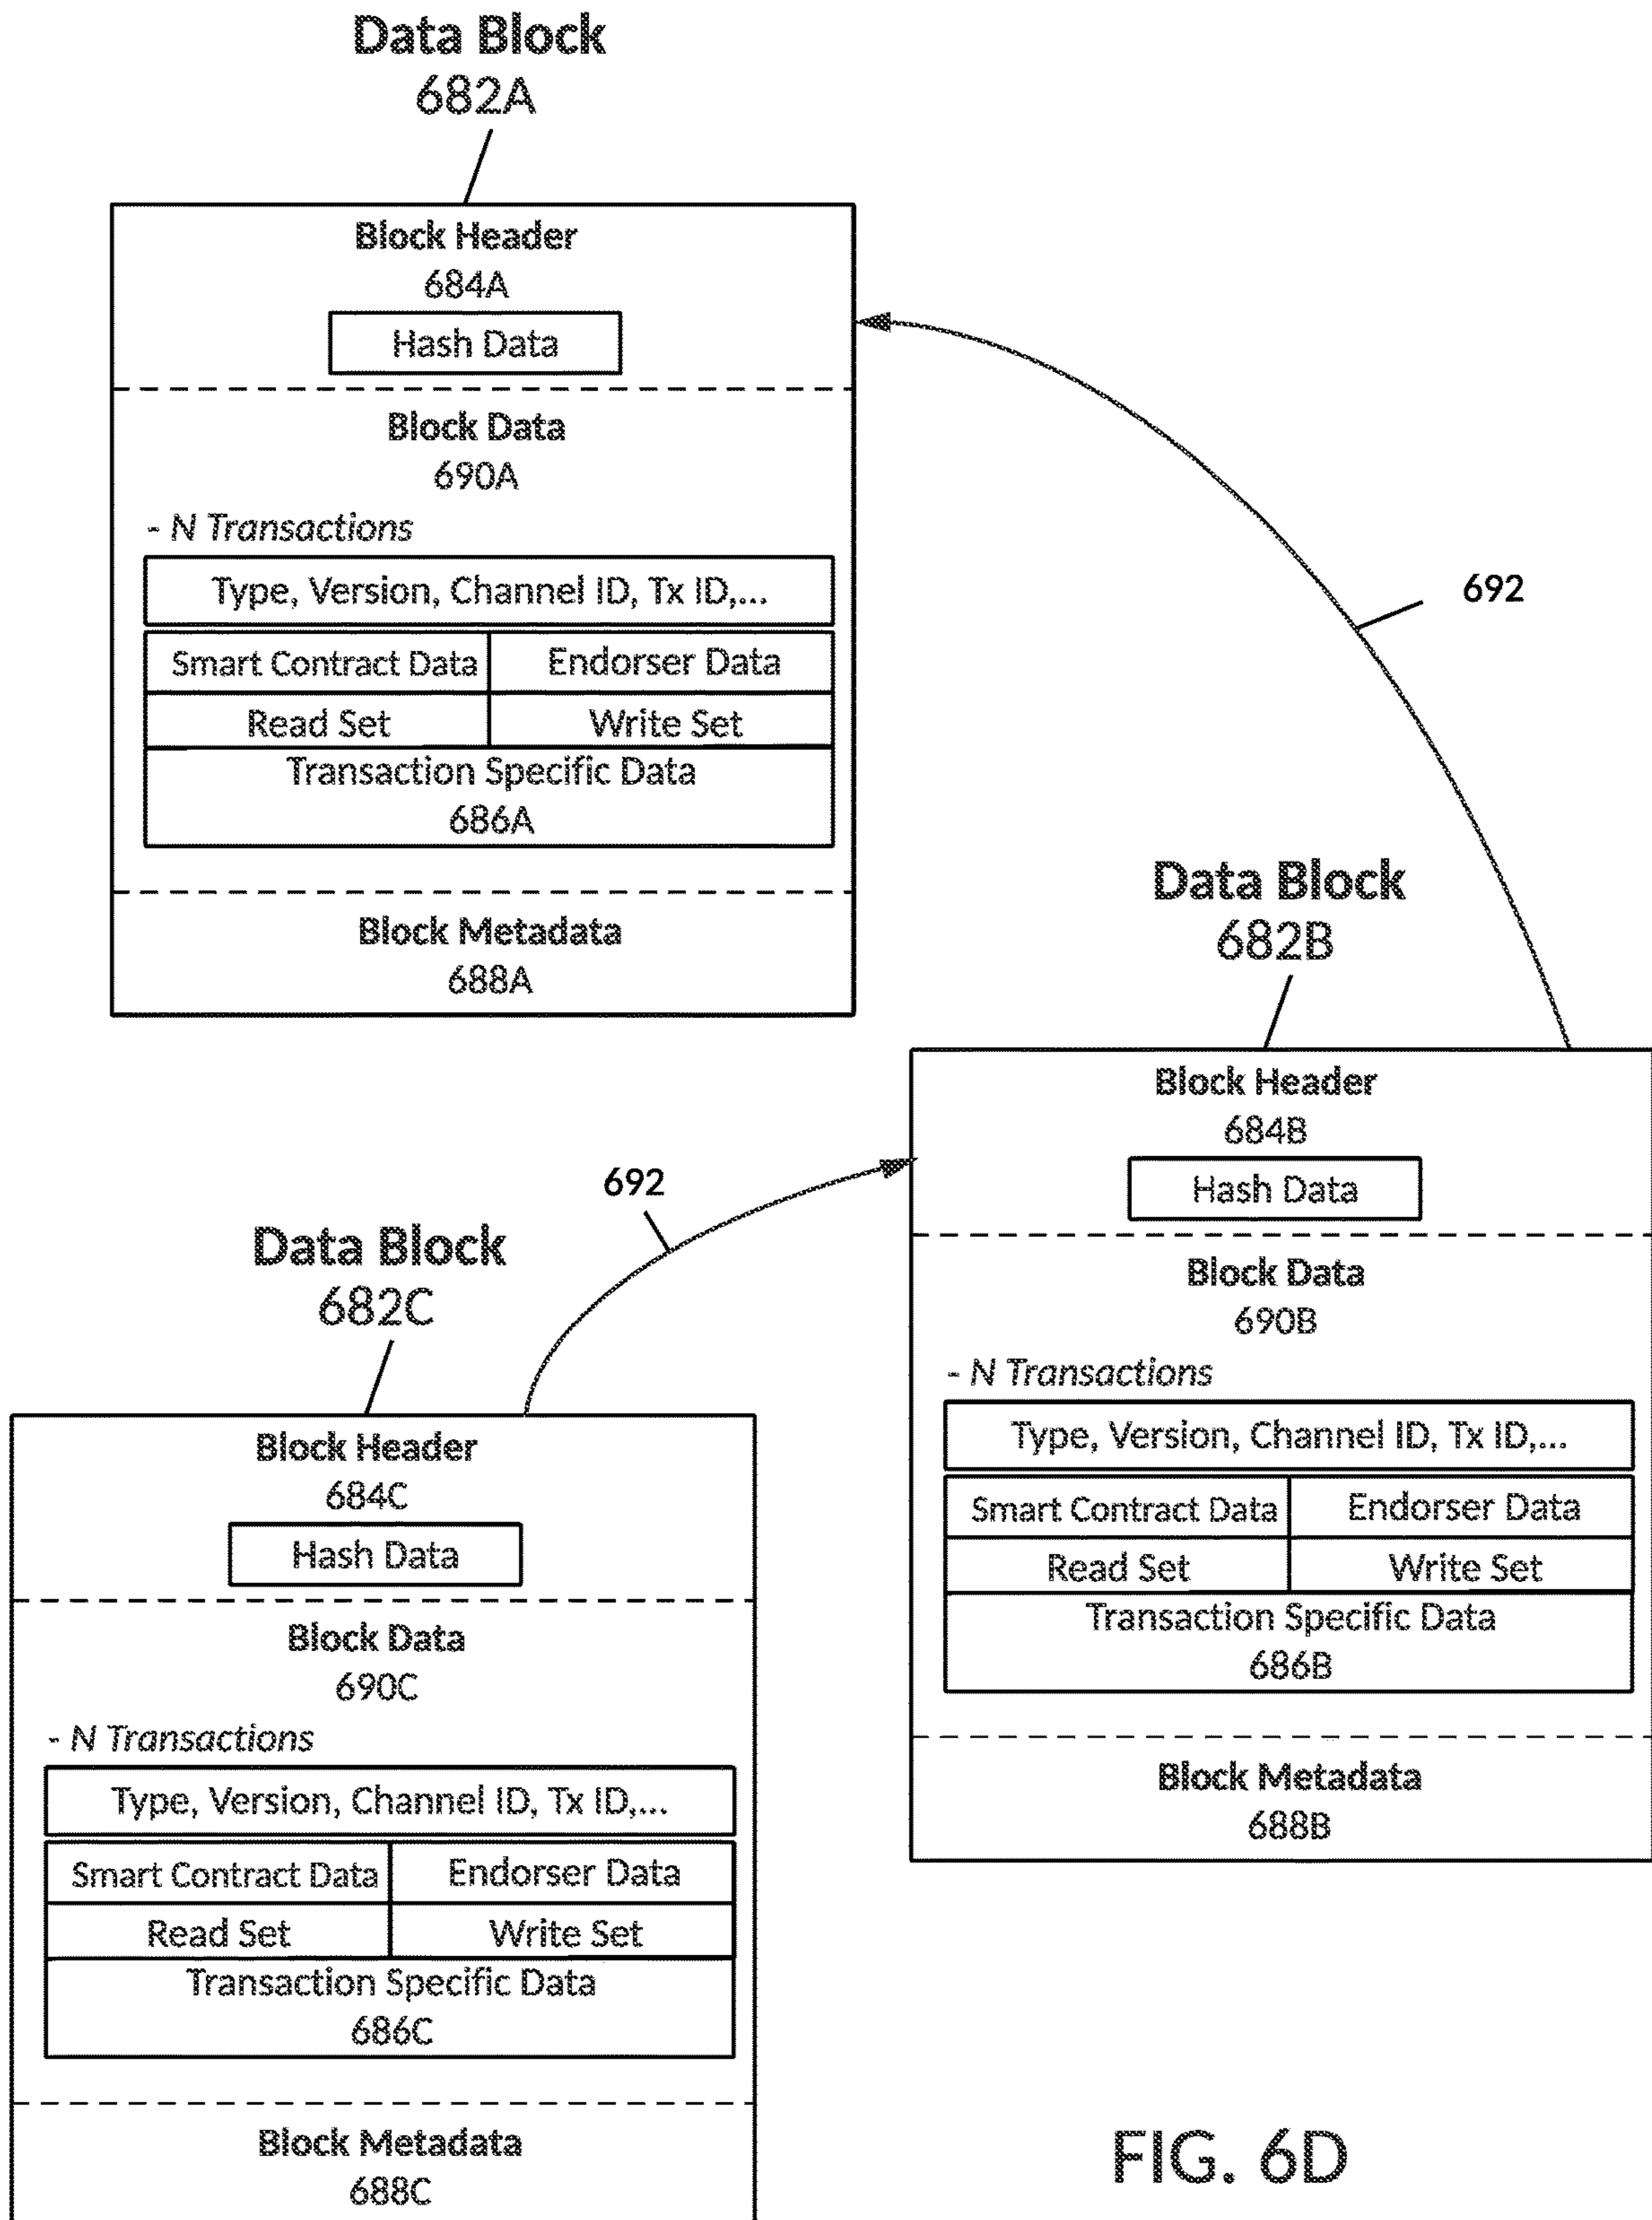 Data Block
682A
Block Header
684A
Hash Data
Block Data
690A
- N Transactions
Type, Version, Channel ID, Tx ID,...
Smart Contract Data
Endorser Data
Read Set
Write Set
Transaction Specific Data
686A
Block Metadata
688A
692
Data Block
682B
Block Header
684B
Hash Data
Block Data
690B
- N Transactions
Type, Version, Channel ID, Tx ID,...
Smart Contract Data
Endorser Data
Read Set
Write Set
Transaction Specific Data
686B
Block Metadata
688B
692
Data Block
682C
Block Header
684C
Hash Data
Block Data
690C
- N Transactions
Type, Version, Channel ID, Tx ID,...
Smart Contract Data
Endorser Data
Read Set
Write Set
Transaction Specific Data
686C
Block Metadata
688C
FIG. 6D